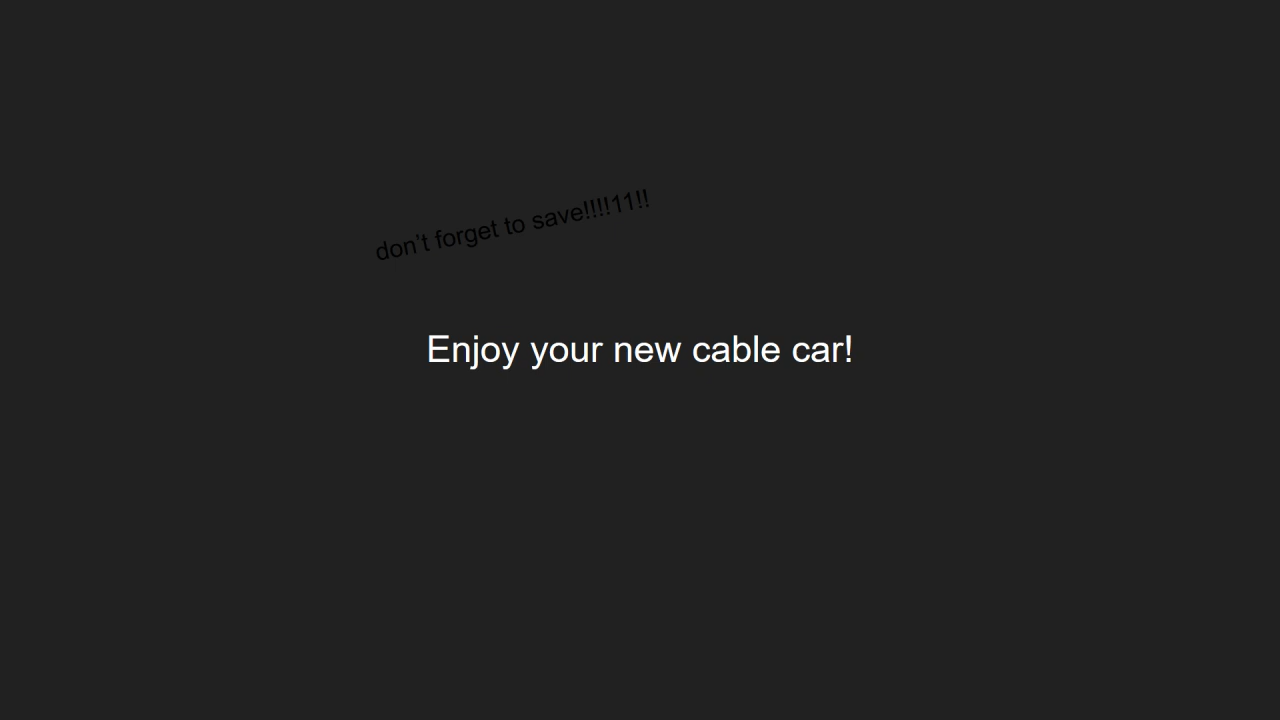 don’t forget to save!!!!11!!
Enjoy your new cable car!